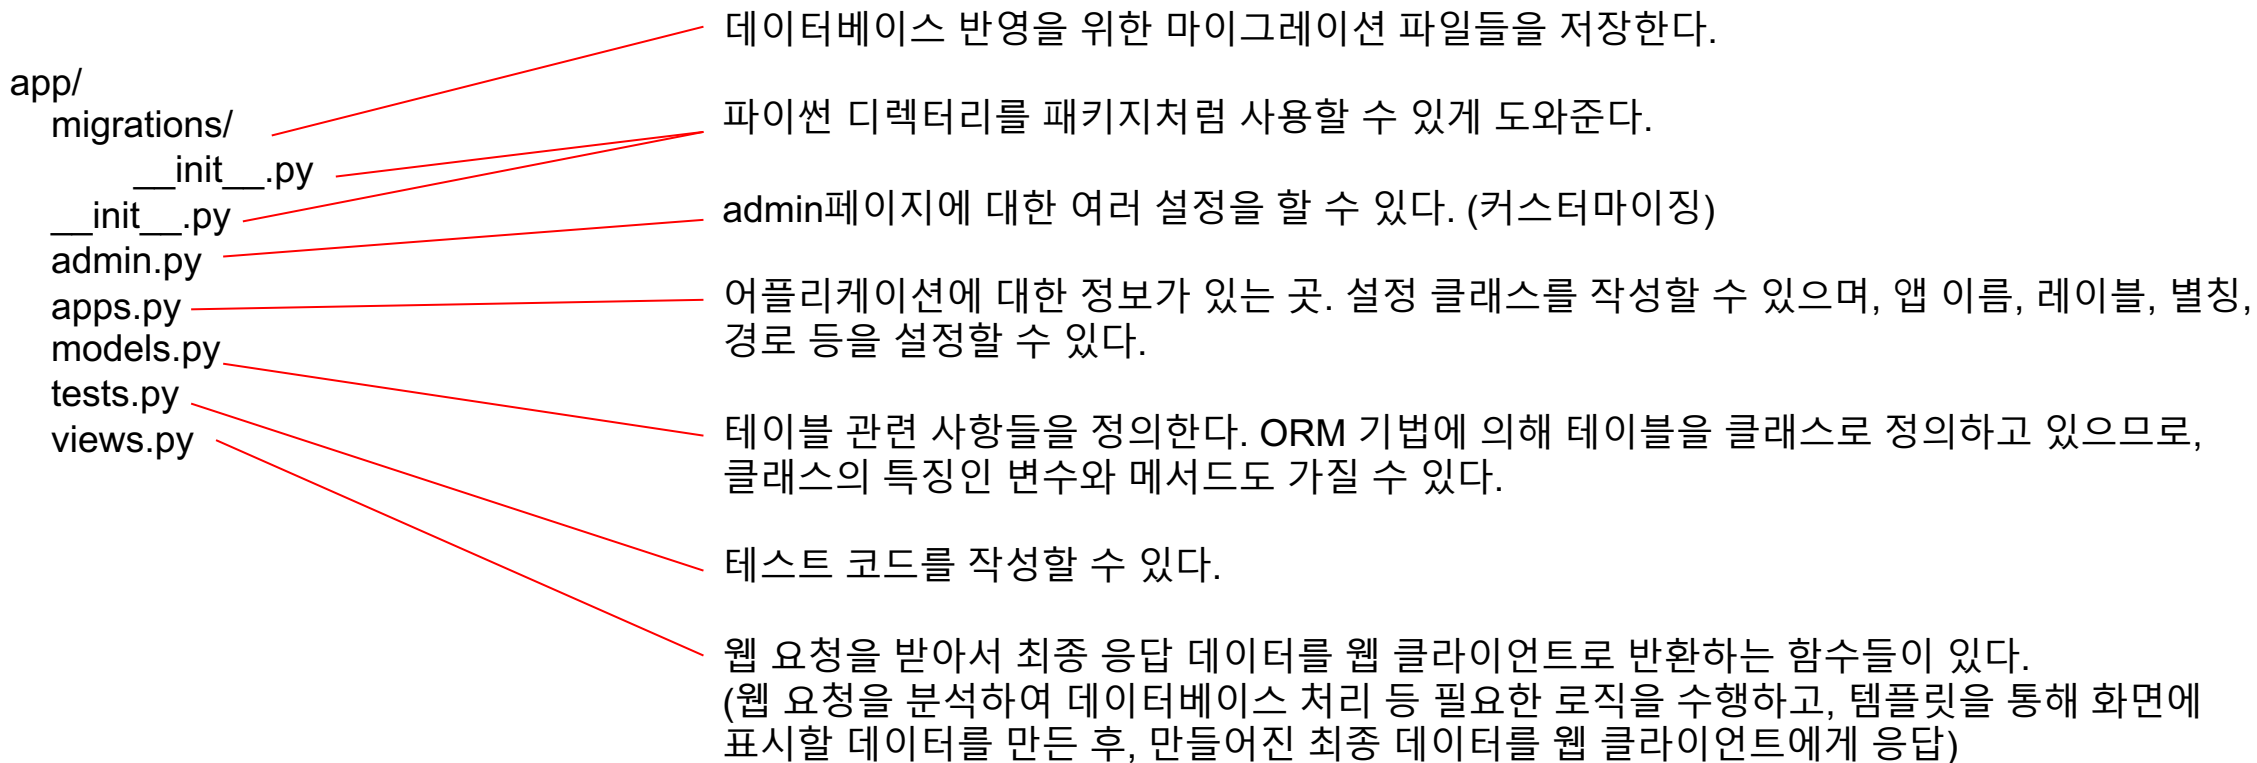 app/
migrations/
__init__.py
__init__.py
admin.py
apps.py
models.py
tests.py
views.py
데이터베이스 반영을 위한 마이그레이션 파일들을 저장한다.
파이썬 디렉터리를 패키지처럼 사용할 수 있게 도와준다.
admin페이지에 대한 여러 설정을 할 수 있다. (커스터마이징)
어플리케이션에 대한 정보가 있는 곳. 설정 클래스를 작성할 수 있으며, 앱 이름, 레이블, 별칭,
경로 등을 설정할 수 있다.
테이블 관련 사항들을 정의한다. ORM 기법에 의해 테이블을 클래스로 정의하고 있으므로,
클래스의 특징인 변수와 메서드도 가질 수 있다.
테스트 코드를 작성할 수 있다.
웹 요청을 받아서 최종 응답 데이터를 웹 클라이언트로 반환하는 함수들이 있다.
(웹 요청을 분석하여 데이터베이스 처리 등 필요한 로직을 수행하고, 템플릿을 통해 화면에
표시할 데이터를 만든 후, 만들어진 최종 데이터를 웹 클라이언트에게 응답)